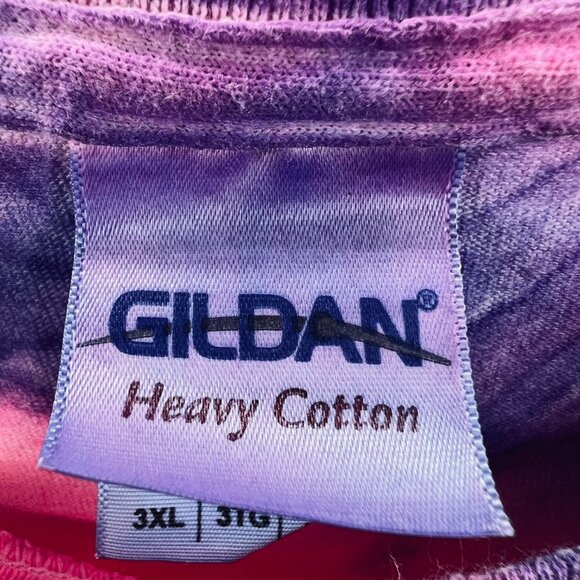 GILDAN®
Heavy Cotton
3XL | 3TG |